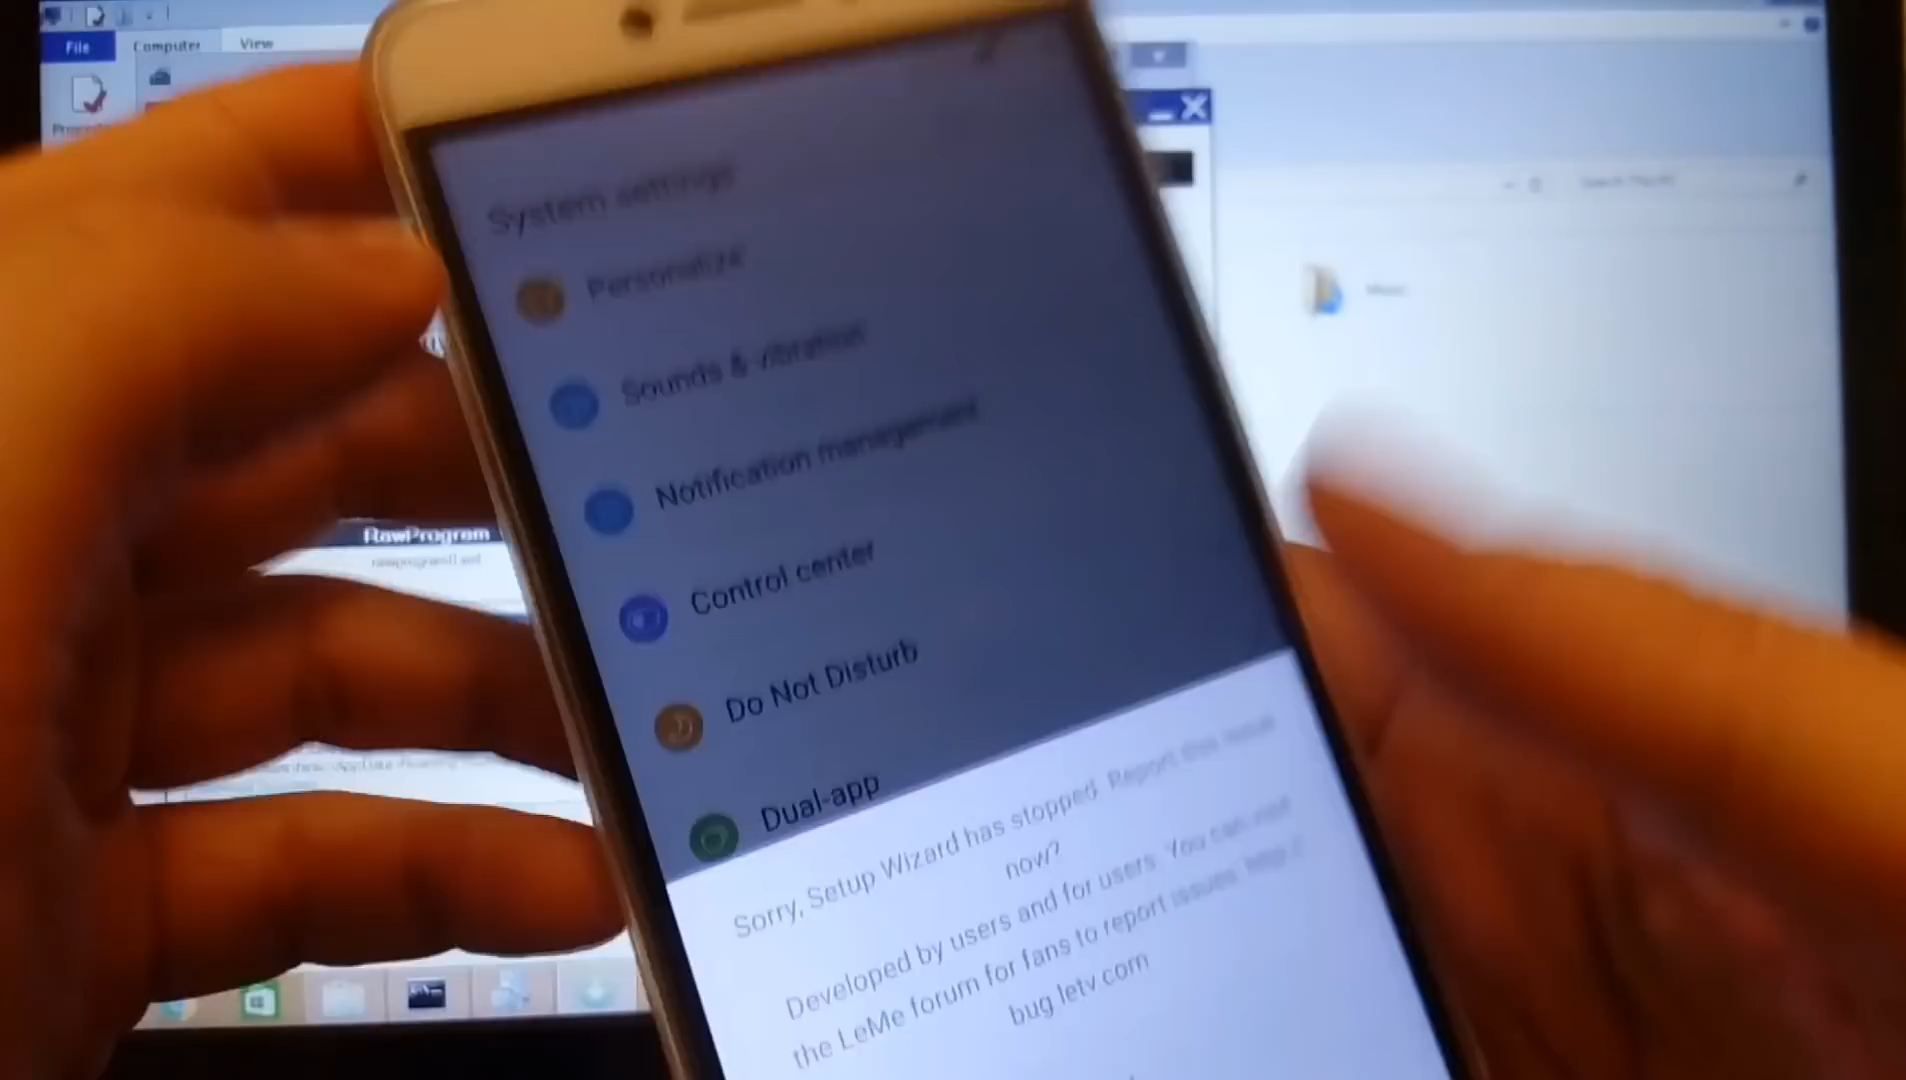 File
Computer
View
System settings
Personalize
Sounds & vibration
Notification management
Control center
Do Not Disturb
Dual-app
Sorry, Setup Wizard has stopped. Report this issue
now?
Developed by users and for users. You can visit
the LeMe forum for fans to report issues: http://
bug.letv.com
RawProgram